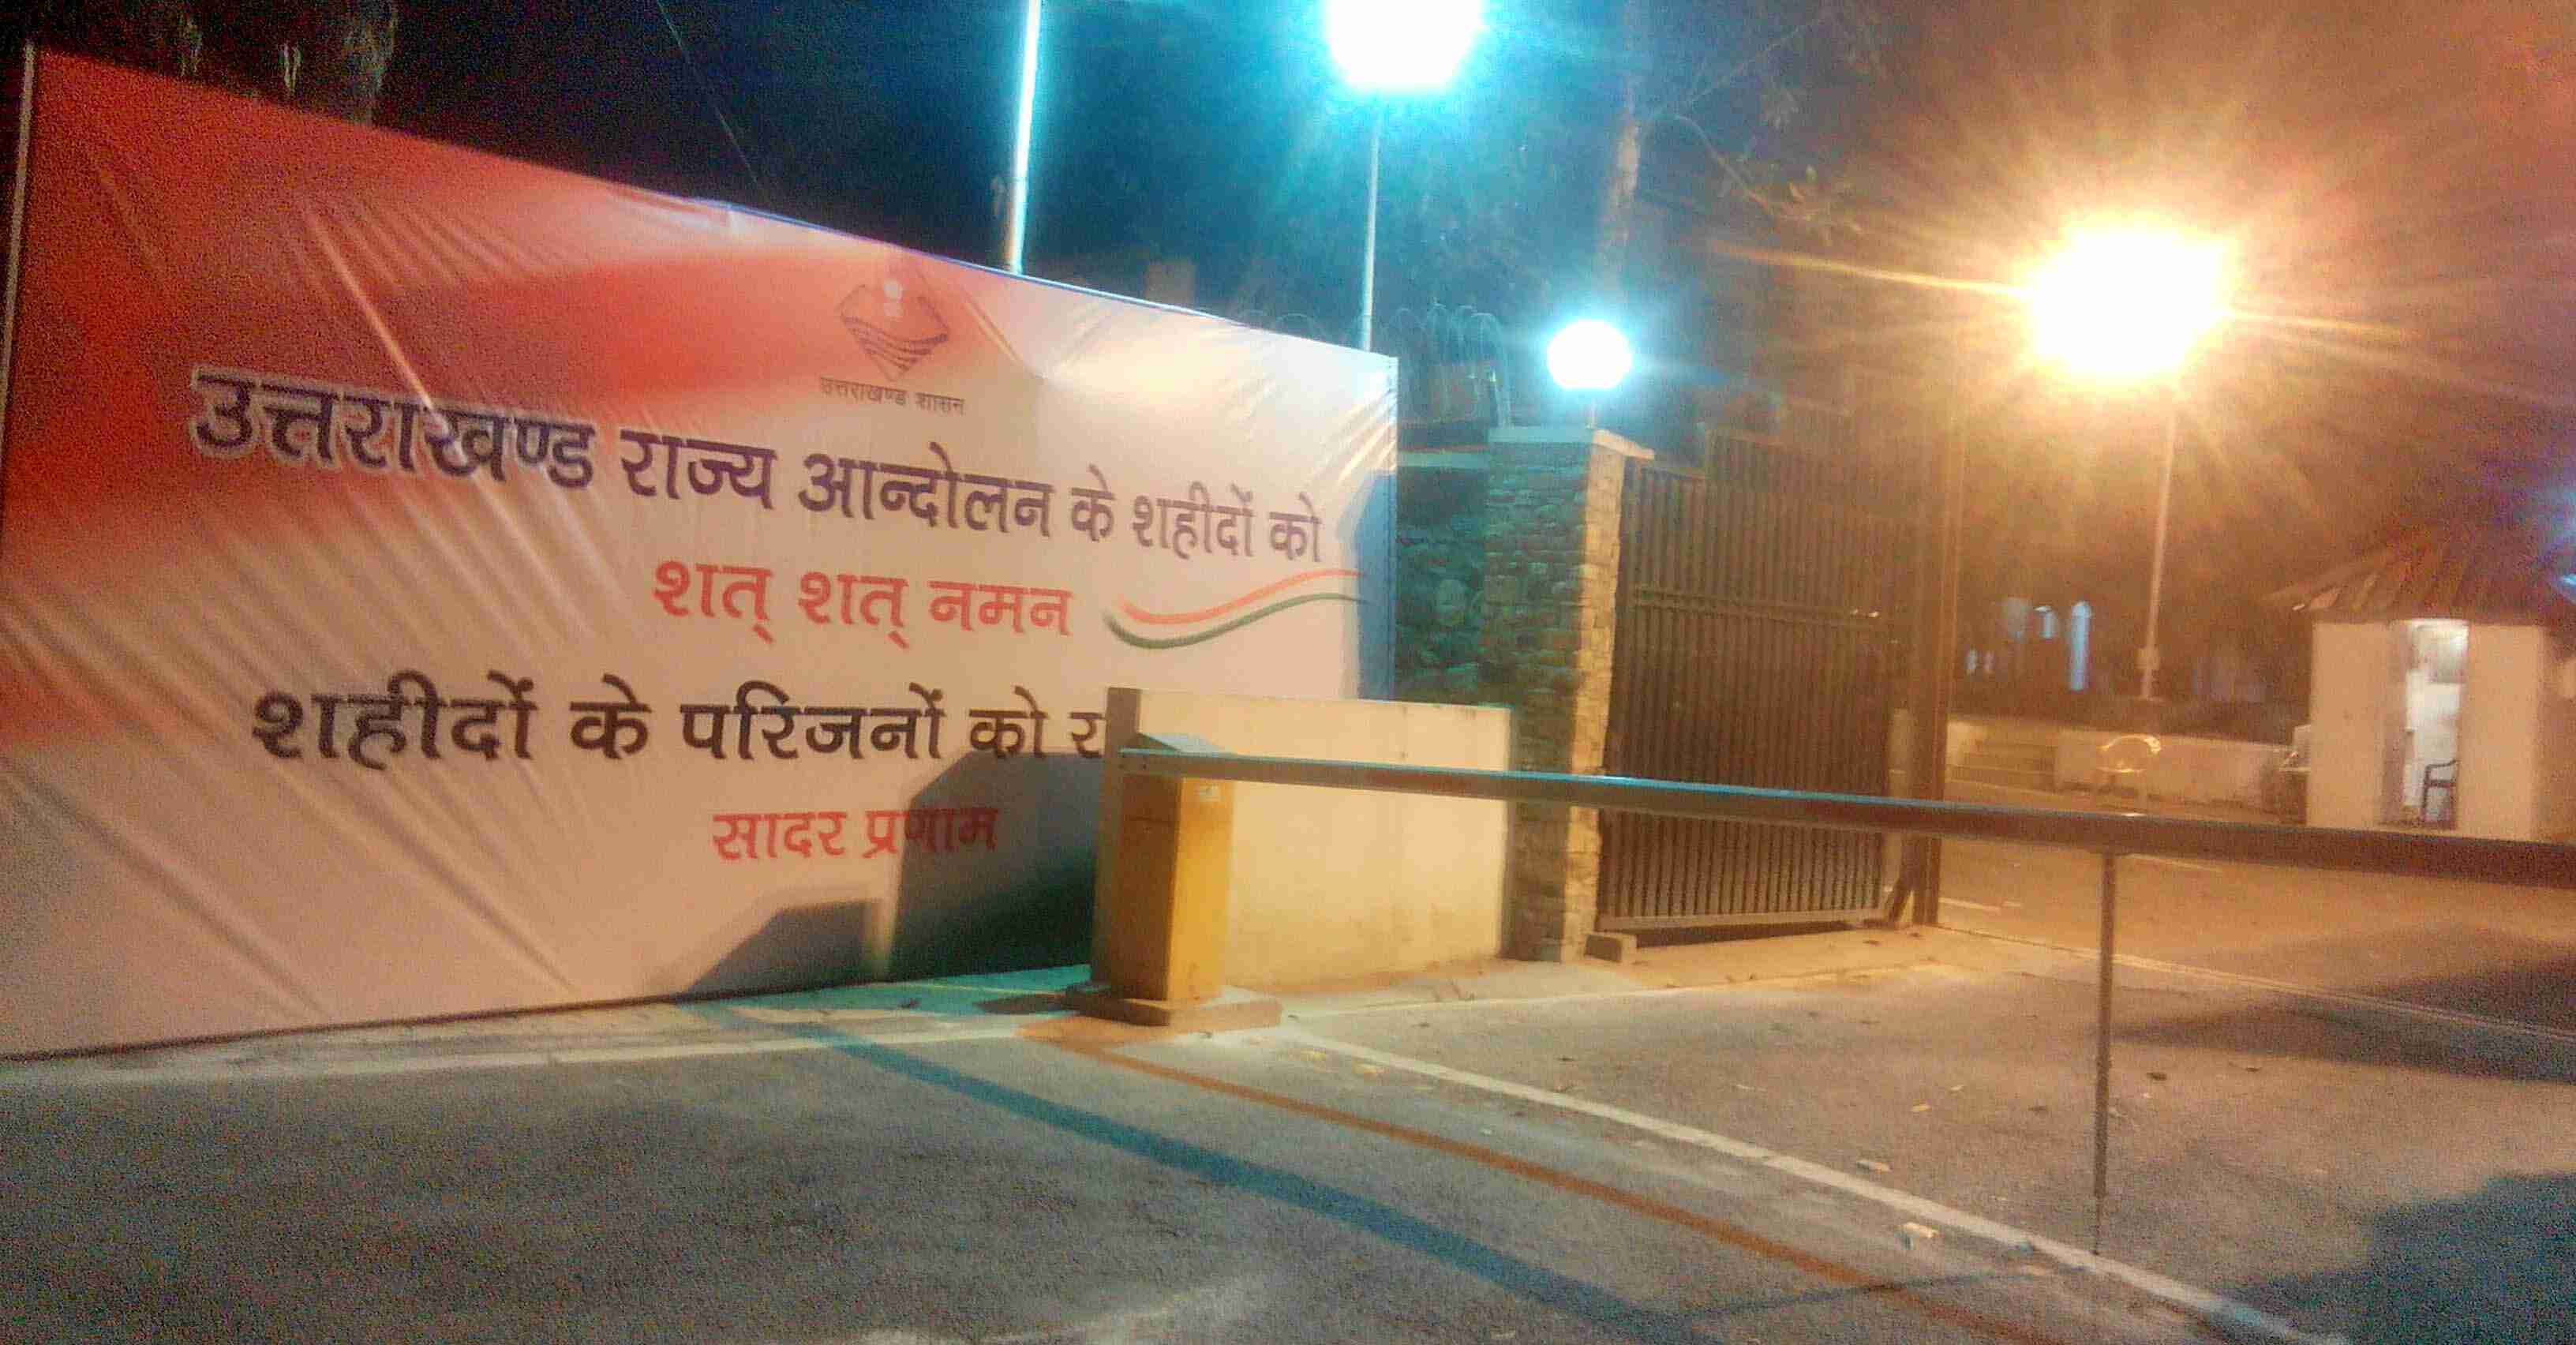 उत्तराखण्ड शासन
उत्तराखण्ड राज्य आन्दोलन के शहीदों को
शत् शत् नमन
शहीदों के परिजनों को
सादर प्रणाम